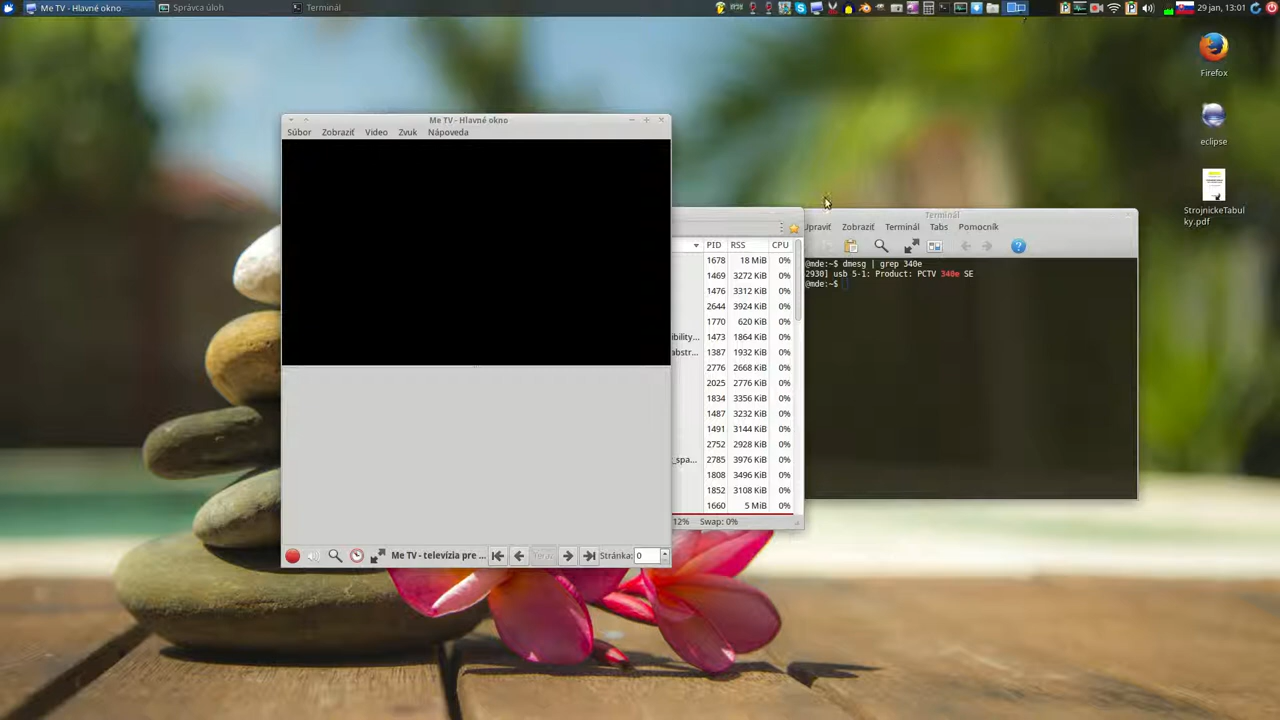 Me TV - Hlavné okno
Správca úloh
Terminál
29 jan, 13:01
Firefox
eclipse
StrojnickeTabul
ky.pdf
Me TV - Hlavné okno
Súbor Zobraziť Video Zvuk Nápoveda
Me TV - televízia pre ...
Teraz
Stránka: 0
PID RSS CPU
1678 18 MiB 0%
1469 3272 KiB 0%
1476 3312 KiB 0%
2644 3924 KiB 0%
1770 620 KiB 0%
ibility... 1473 1864 KiB 0%
abstr... 1387 1932 KiB 0%
2776 2668 KiB 0%
2025 2776 KiB 0%
1834 3356 KiB 0%
1487 3232 KiB 0%
1491 3144 KiB 0%
2752 2928 KiB 0%
_spa... 2785 3976 KiB 0%
1808 3496 KiB 0%
1852 3108 KiB 0%
1660 5 MiB 0%
12% Swap: 0%
Terminál
Upraviť Zobraziť Terminál Tabs Pomocník
@mde:~$ dmesg | grep 340e
2930] usb 5-1: Product: PCTV 340e SE
@mde:~$